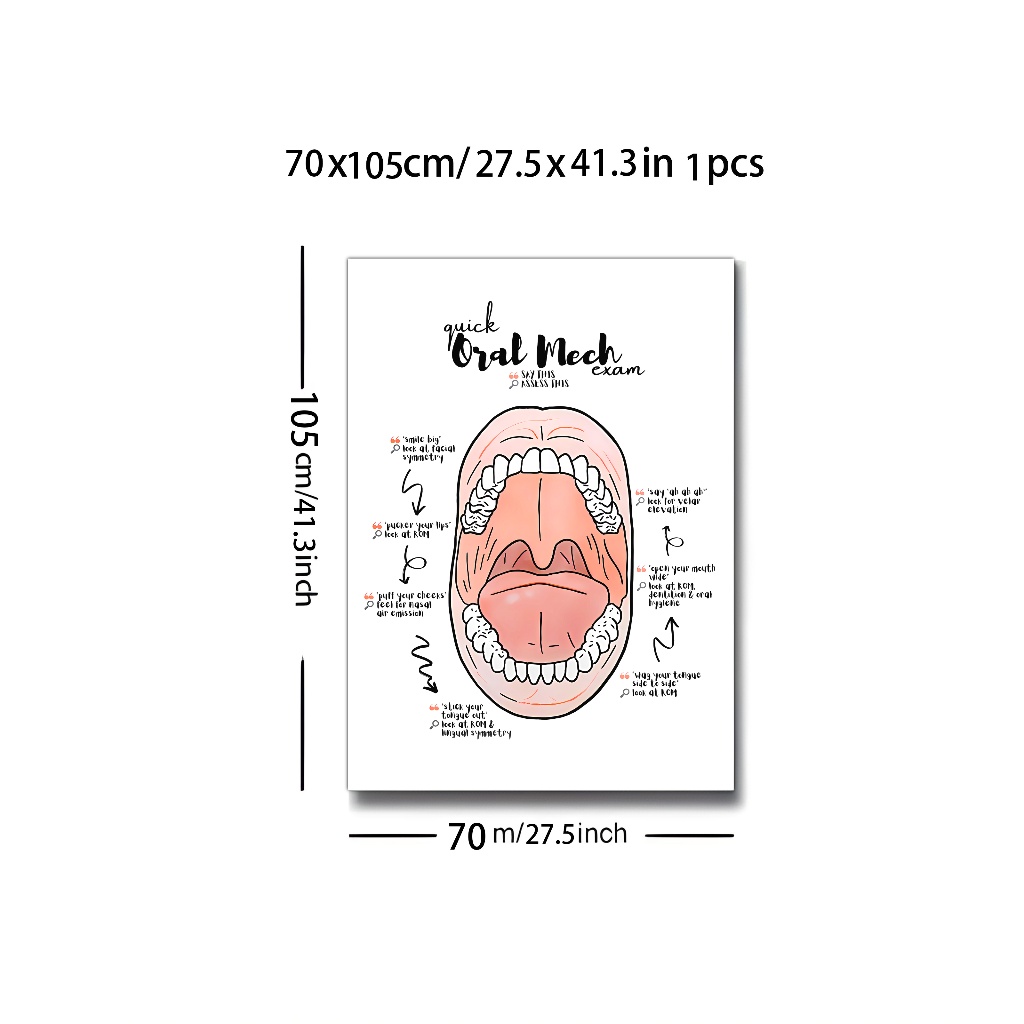 70x105cm/ 27.5x41.3in 1pcs
quick
Oral Mech
exam
SAY THIS
ASSESS THIS
'smile big'
look at facial
symmetry
'pucker your lips'
look at ROM
'puff your cheeks'
feel for nasal
air emission
'stick your
tongue out'
look at ROM &
lingual symmetry
'wag your tongue
side to side'
look at ROM
'open your mouth
wide'
look at ROM,
dentition & oral
hygiene
'say 'ah ah ah''
look for velar
elevation
105cm/41.3inch
70 m/27.5inch